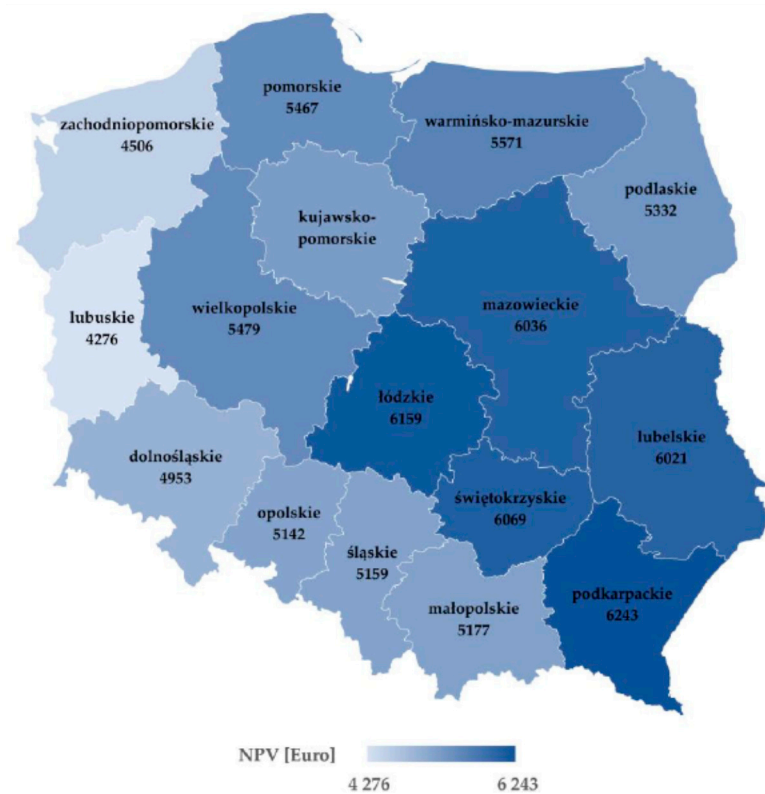 pomorskie
5467
zachodniopomorskie
4506
warmińsko-mazurskie
5571
podlaskie
5332
kujawsko-
pomorskie
lubuskie
4276
wielkopolskie
5479
mazowieckie
6036
łódzkie
6159
lubelskie
6021
dolnośląskie
4953
świętokrzyskie
6069
opolskie
5142
śląskie
5159
małopolskie
5177
podkarpackie
6243
NPV [Euro]
4 276
6 243